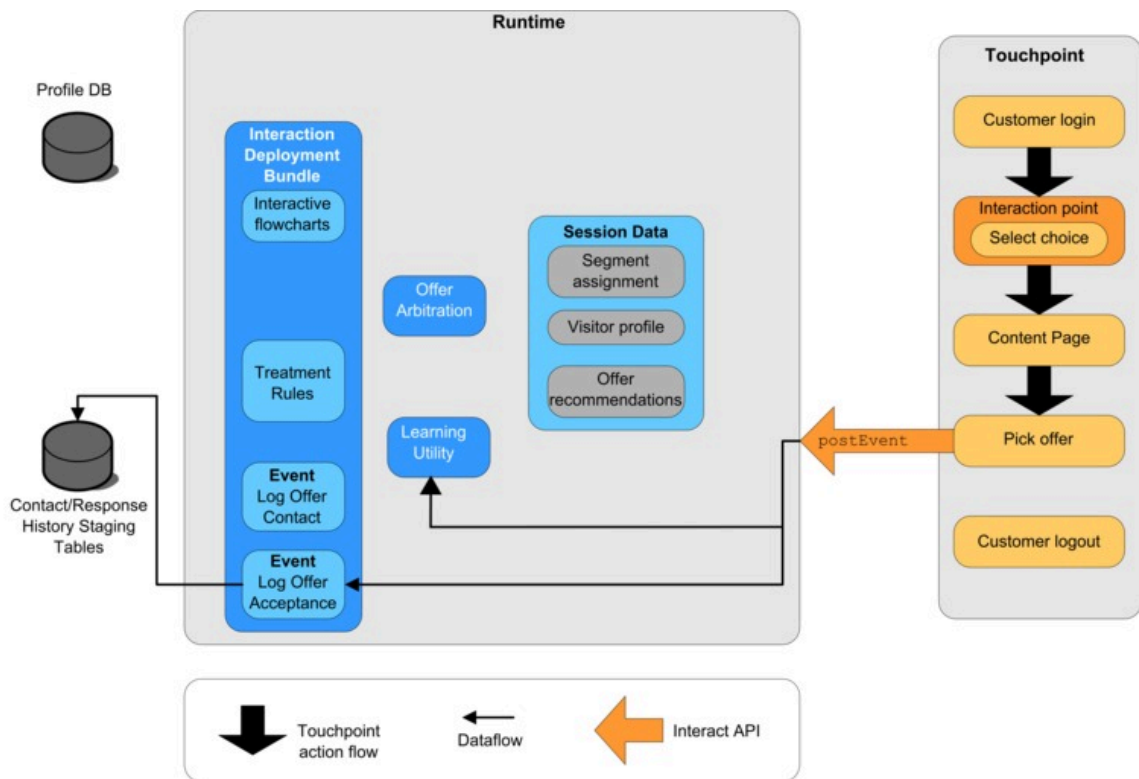 Runtime
Profile DB
Interaction
Deployment
Bundle
Interactive
flowcharts
Offer
Arbitration
Treatment
Rules
Learning
Utility
Event
Log Offer
Contact
Event
Log Offer
Acceptance
Contact/Response
History Staging
Tables
Session Data
Segment
assignment
Visitor profile
Offer
recommendations
postEvent
Touchpoint
Customer login
Interaction point
Select choice
Content Page
Pick offer
Customer logout
Touchpoint
action flow
Dataflow
Interact API